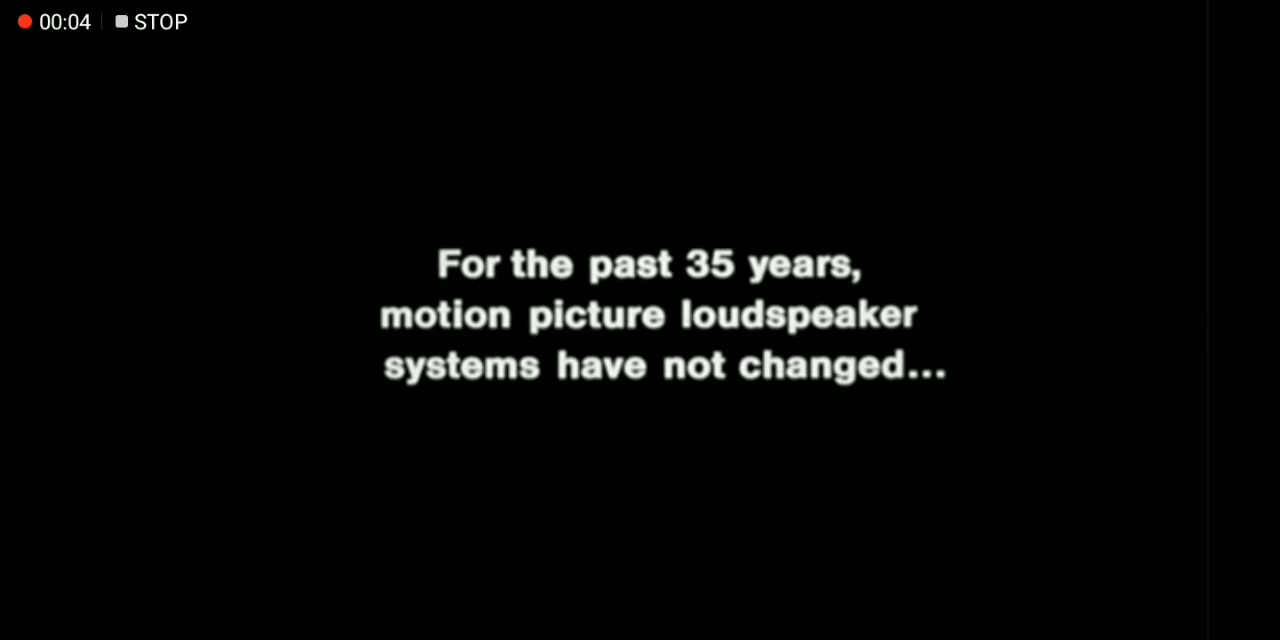 00:04 STOP
For the past 35 years,
motion picture loudspeaker
systems have not changed...